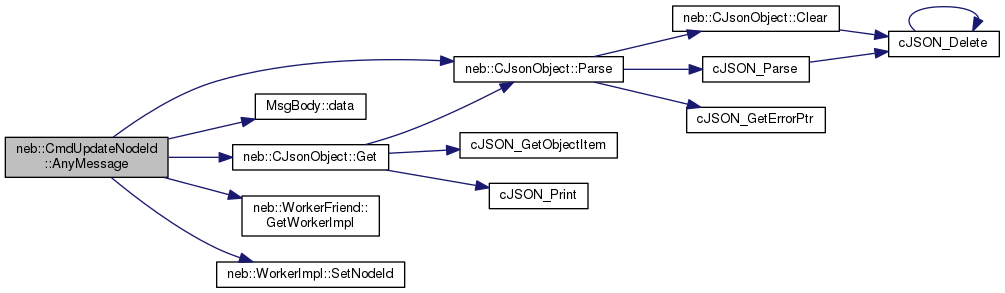 neb::CmdUpdateNodeId
::AnyMessage
neb::CJsonObject::Parse
MsgBody::data
neb::CJsonObject::Get
neb::WorkerFriend::
GetWorkerImpl
neb::WorkerImpl::SetNodeId
neb::CJsonObject::Clear
cJSON_Parse
cJSON_GetErrorPtr
cJSON_GetObjectItem
cJSON_Print
cJSON_Delete